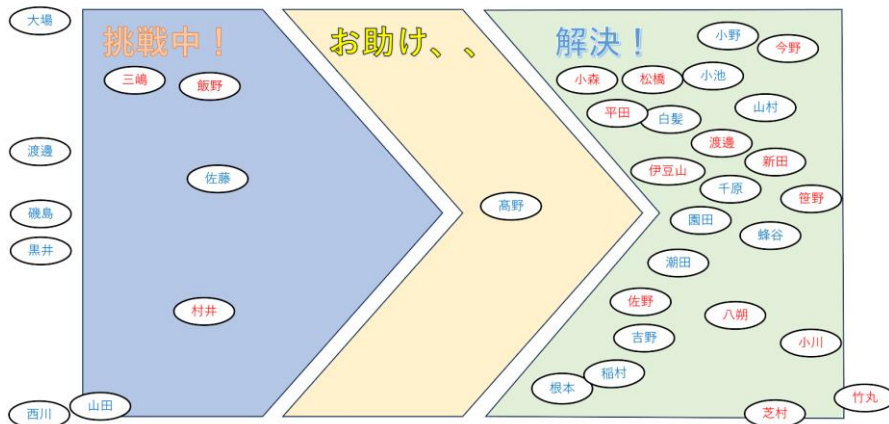 大場
挑戦中！
お助け、、
解決！
小野
今野
三嶋
飯野
小森
松橋
小池
平田
白髪
山村
渡邉
佐藤
渡邉
伊豆山
新田
千原
笹野
磯島
髙野
園田
蜂谷
黒井
潮田
村井
佐野
八朔
吉野
小川
稲村
根本
西川
山田
芝村
竹丸